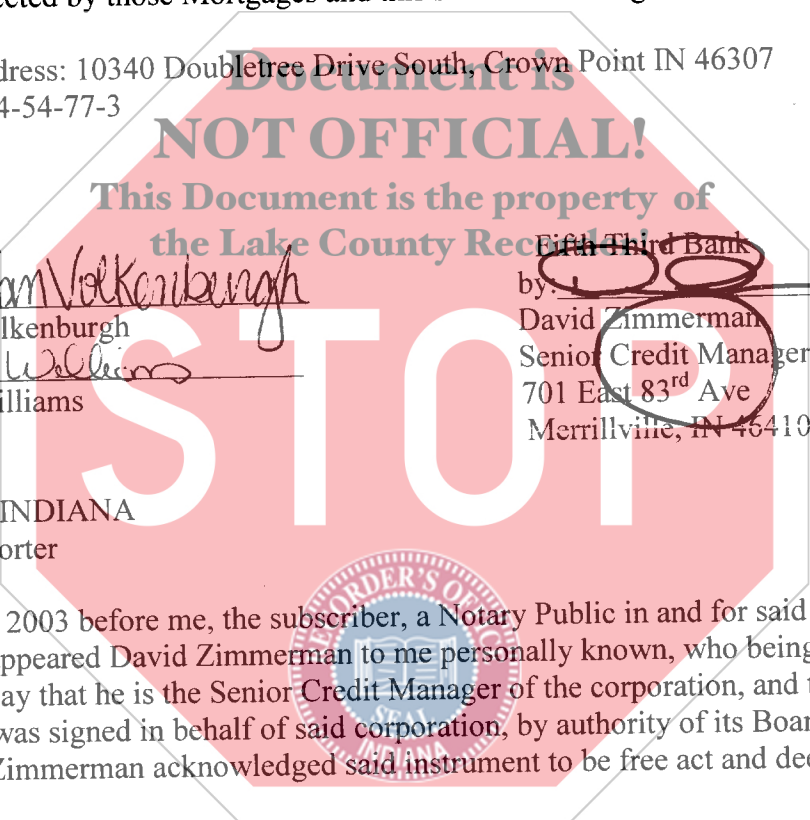 ected by those Mortgages and
dress: 10340 Doubletree Drive South, Crown Point IN 46307
4-54-77-3
Document is
NOT OFFICIAL!
This Document is the property of
the Lake County Recorder!
Fifth Third Bank
an Volkenburgh
by:
lkenburgh
David Zimmerman
Williams
Senior Credit Manager
illiams
701 East 83rd Ave
Merrillville, IN 46410
STOP
INDIANA
orter
RECORDER'S OFFICE
2003 before me, the subscriber, a Notary Public in and for said
appeared David Zimmerman to me personally known, who being
ay that he is the Senior Credit Manager of the corporation, and
was signed in behalf of said corporation, by authority of its Boar
Zimmerman acknowledged said instrument to be free act and dee
SEAL
INDIANA